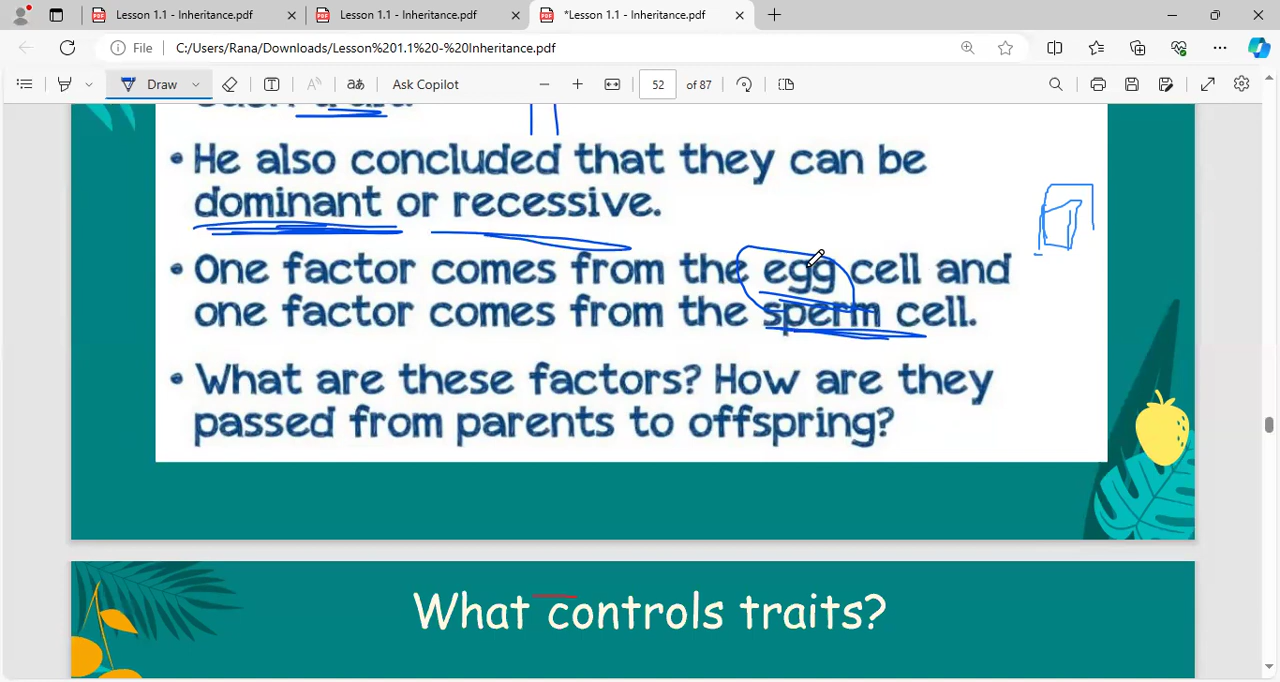 Lesson 1.1 - Inheritance.pdf
Lesson 1.1 - Inheritance.pdf
*Lesson 1.1 - Inheritance.pdf
File
C:/Users/Rana/Downloads/Lesson%201.1%20-%20Inheritance.pdf
Draw
aあ
Ask Copilot
52 of 87
• He also concluded that they can be
dominant or recessive.
• One factor comes from the egg cell and
one factor comes from the sperm cell.
• What are these factors? How are they
passed from parents to offspring?
What controls traits?